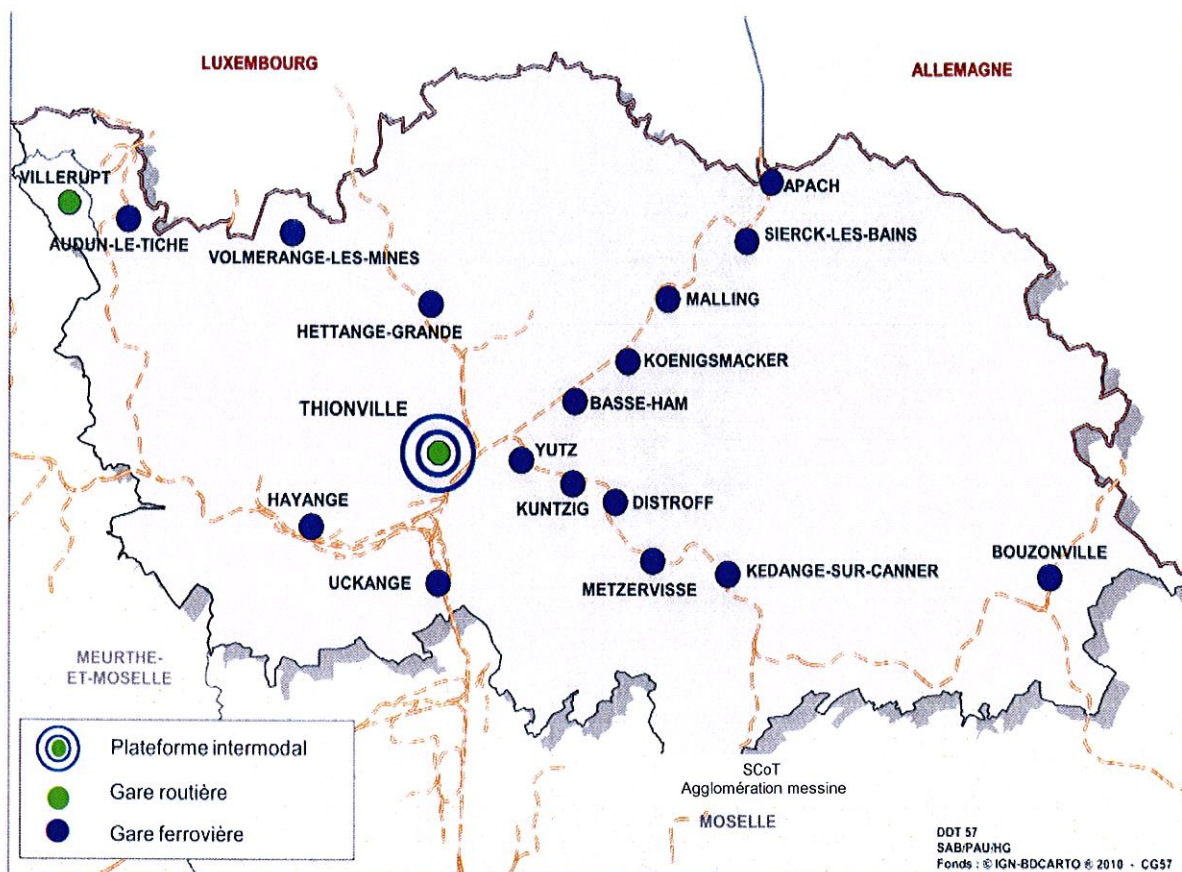 LUXEMBOURG
ALLEMAGNE
VILLERUPT
APACH
AUDUN-LE-TICHE
SIERCK-LES-BAINS
VOLMERANGE-LES-MINES
MALLING
HETTANGE-GRANDE
KOENIGSMACKER
BASSE-HAM
THIONVILLE
YUTZ
HAYANGE
KUNTZIG
DISTROFF
BOUZONVILLE
UCKANGE
METZERVISSE
KEDANGE-SUR-CANNER
MEURTHE-
ET-MOSELLE
Plateforme intermodal
Gare routière
Gare ferrovière
SCoT
Agglomération messine
MOSELLE
DDT 57
SAB/PAU/HG
Fonds : © IGN-BDCARTO ® 2010 - CG57